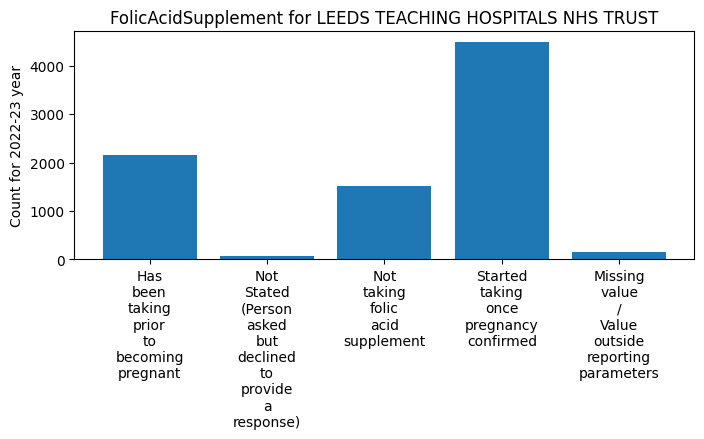 FolicAcidSupplement for LEEDS TEACHING HOSPITALS NHS TRUST
Count for 2022-23 year
4000
3000
2000
1000
0
Has
been
taking
prior
to
becoming
pregnant
Not
Stated
(Person
asked
but
declined
to
provide
a
response)
Not
taking
folic
acid
supplement
Started
taking
once
pregnancy
confirmed
Missing
value
/
Value
outside
reporting
parameters